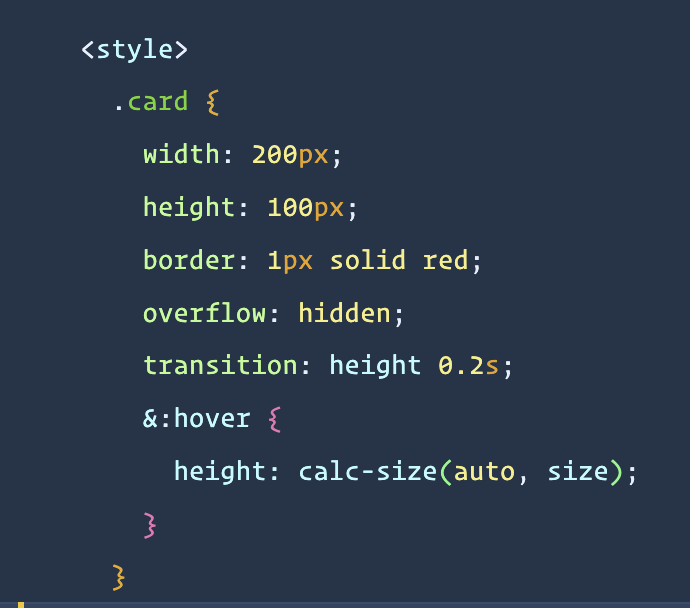 <style>
.card {
width: 200px;
height: 100px;
border: 1px solid red;
overflow: hidden;
transition: height 0.2s;
&:hover {
height: calc-size(auto, size);
}
}